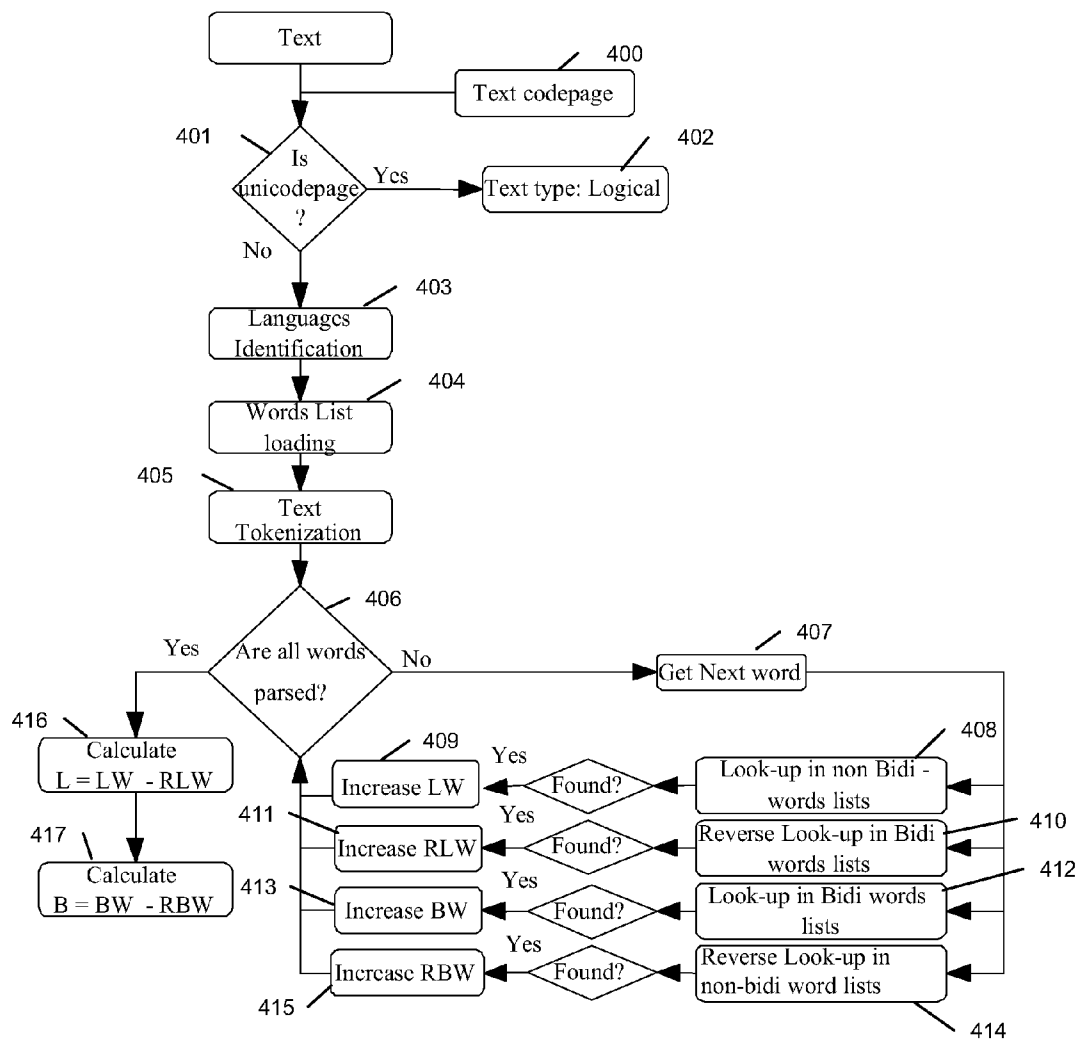 Text
400
Text codepage
401
Is
unicodepage
?
Yes
402
Text type: Logical
No
403
Languages
Identification
404
Words List
loading
405
Text
Tokenization
406
Are all words
parsed?
Yes
No
407
Get Next word
416
Calculate
L = LW - RLW
417
Calculate
B = BW - RBW
409
Increase LW
Yes
Found?
408
Look-up in non Bidi -
words lists
411
Increase RLW
Yes
Found?
410
Reverse Look-up in Bidi
words lists
413
Increase BW
Yes
Found?
412
Look-up in Bidi words
lists
415
Increase RBW
Yes
Found?
Reverse Look-up in
non-bidi word lists
414